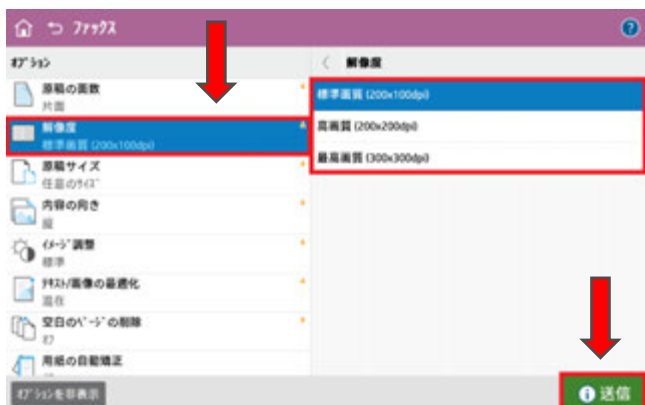 ファックス
オプション
原稿の面数
片面
解像度
標準画質 (200x100dpi)
原稿サイズ
任意のサイズ
内容の向き
縦
イメージ調整
標準
テキスト/画像の最適化
混在
空白のページの削除
オフ
用紙の自動矯正
オプションを非表示
解像度
標準画質 (200x100dpi)
高画質 (200x200dpi)
最高画質 (300x300dpi)
送信